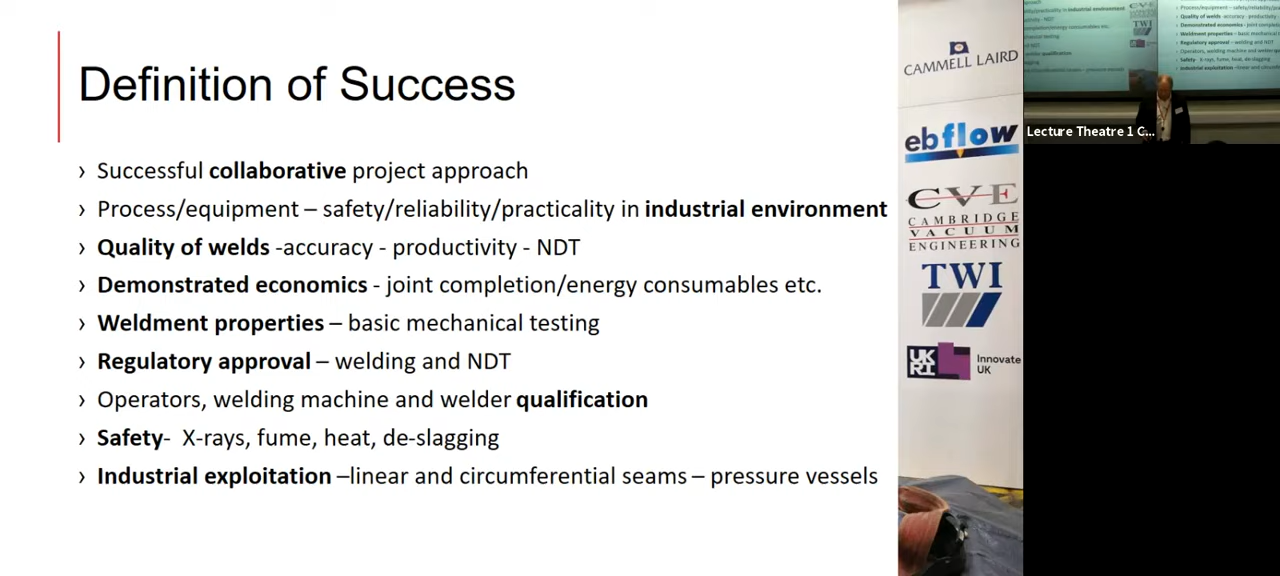 Definition of Success
› Successful collaborative project approach
› Process/equipment – safety/reliability/practicality in industrial environment
› Quality of welds -accuracy - productivity - NDT
› Demonstrated economics - joint completion/energy consumables etc.
› Weldment properties – basic mechanical testing
› Regulatory approval – welding and NDT
› Operators, welding machine and welder qualification
› Safety- X-rays, fume, heat, de-slagging
› Industrial exploitation –linear and circumferential seams – pressure vessels
CAMMELL LAIRD
ebflow
CVE
CAMBRIDGE
VACUUM
ENGINEERING
TWI
UKRI
Innovate
UK
Lecture Theatre 1 C...